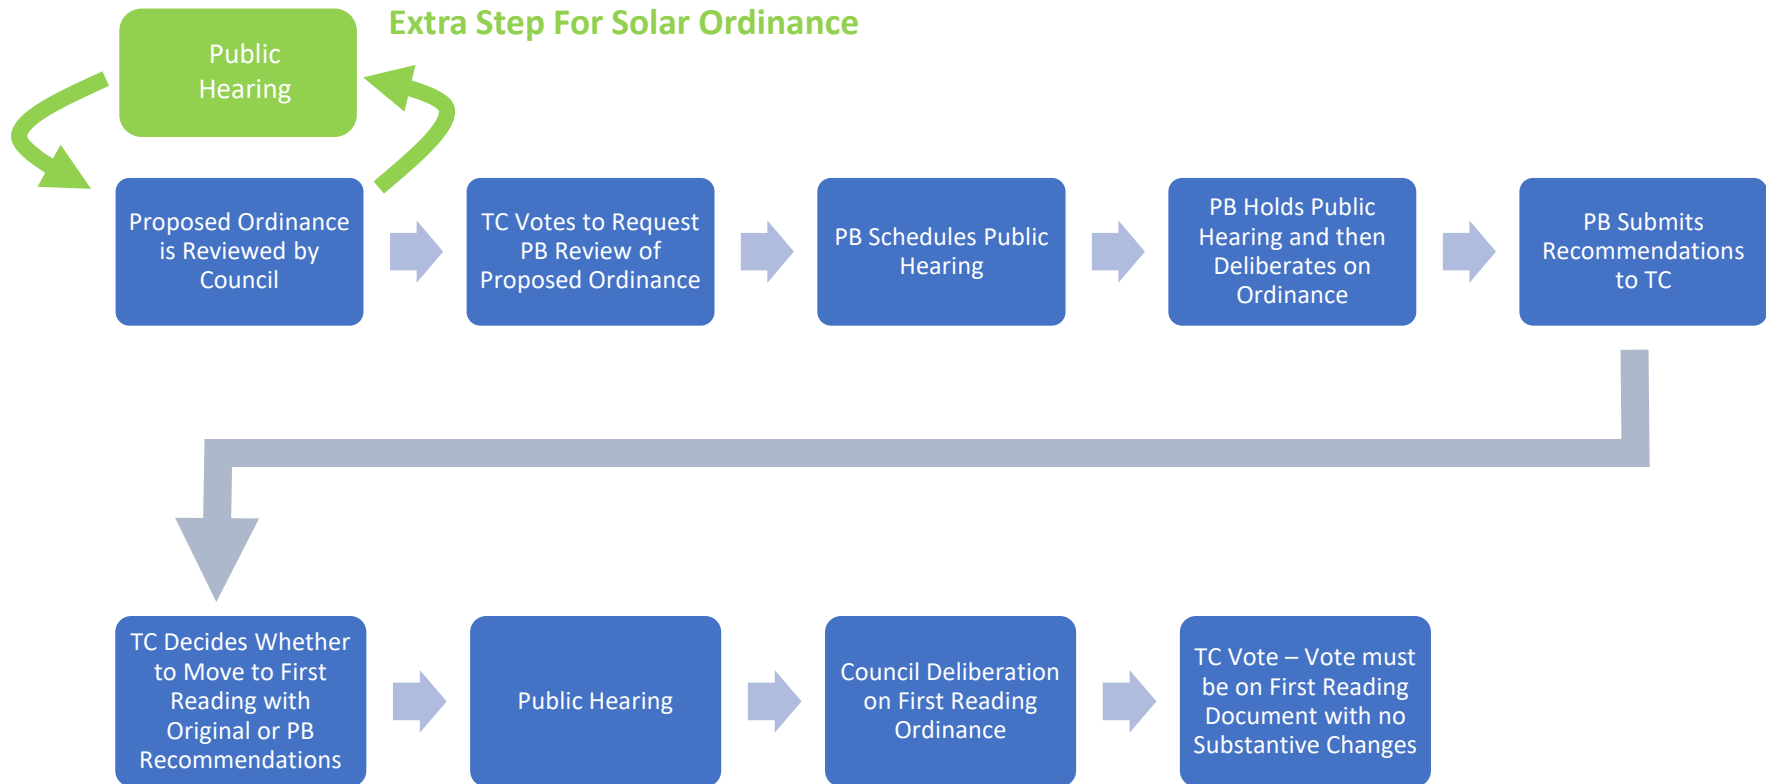 Extra Step For Solar Ordinance
Public
Hearing
Proposed Ordinance
is Reviewed by
Council
TC Votes to Request
PB Review of
Proposed Ordinance
PB Schedules Public
Hearing
PB Holds Public
Hearing and then
Deliberates on
Ordinance
PB Submits
Recommendations
to TC
TC Decides Whether
to Move to First
Reading with
Original or PB
Recommendations
Public Hearing
Council Deliberation
on First Reading
Ordinance
TC Vote – Vote must
be on First Reading
Document with no
Substantive Changes